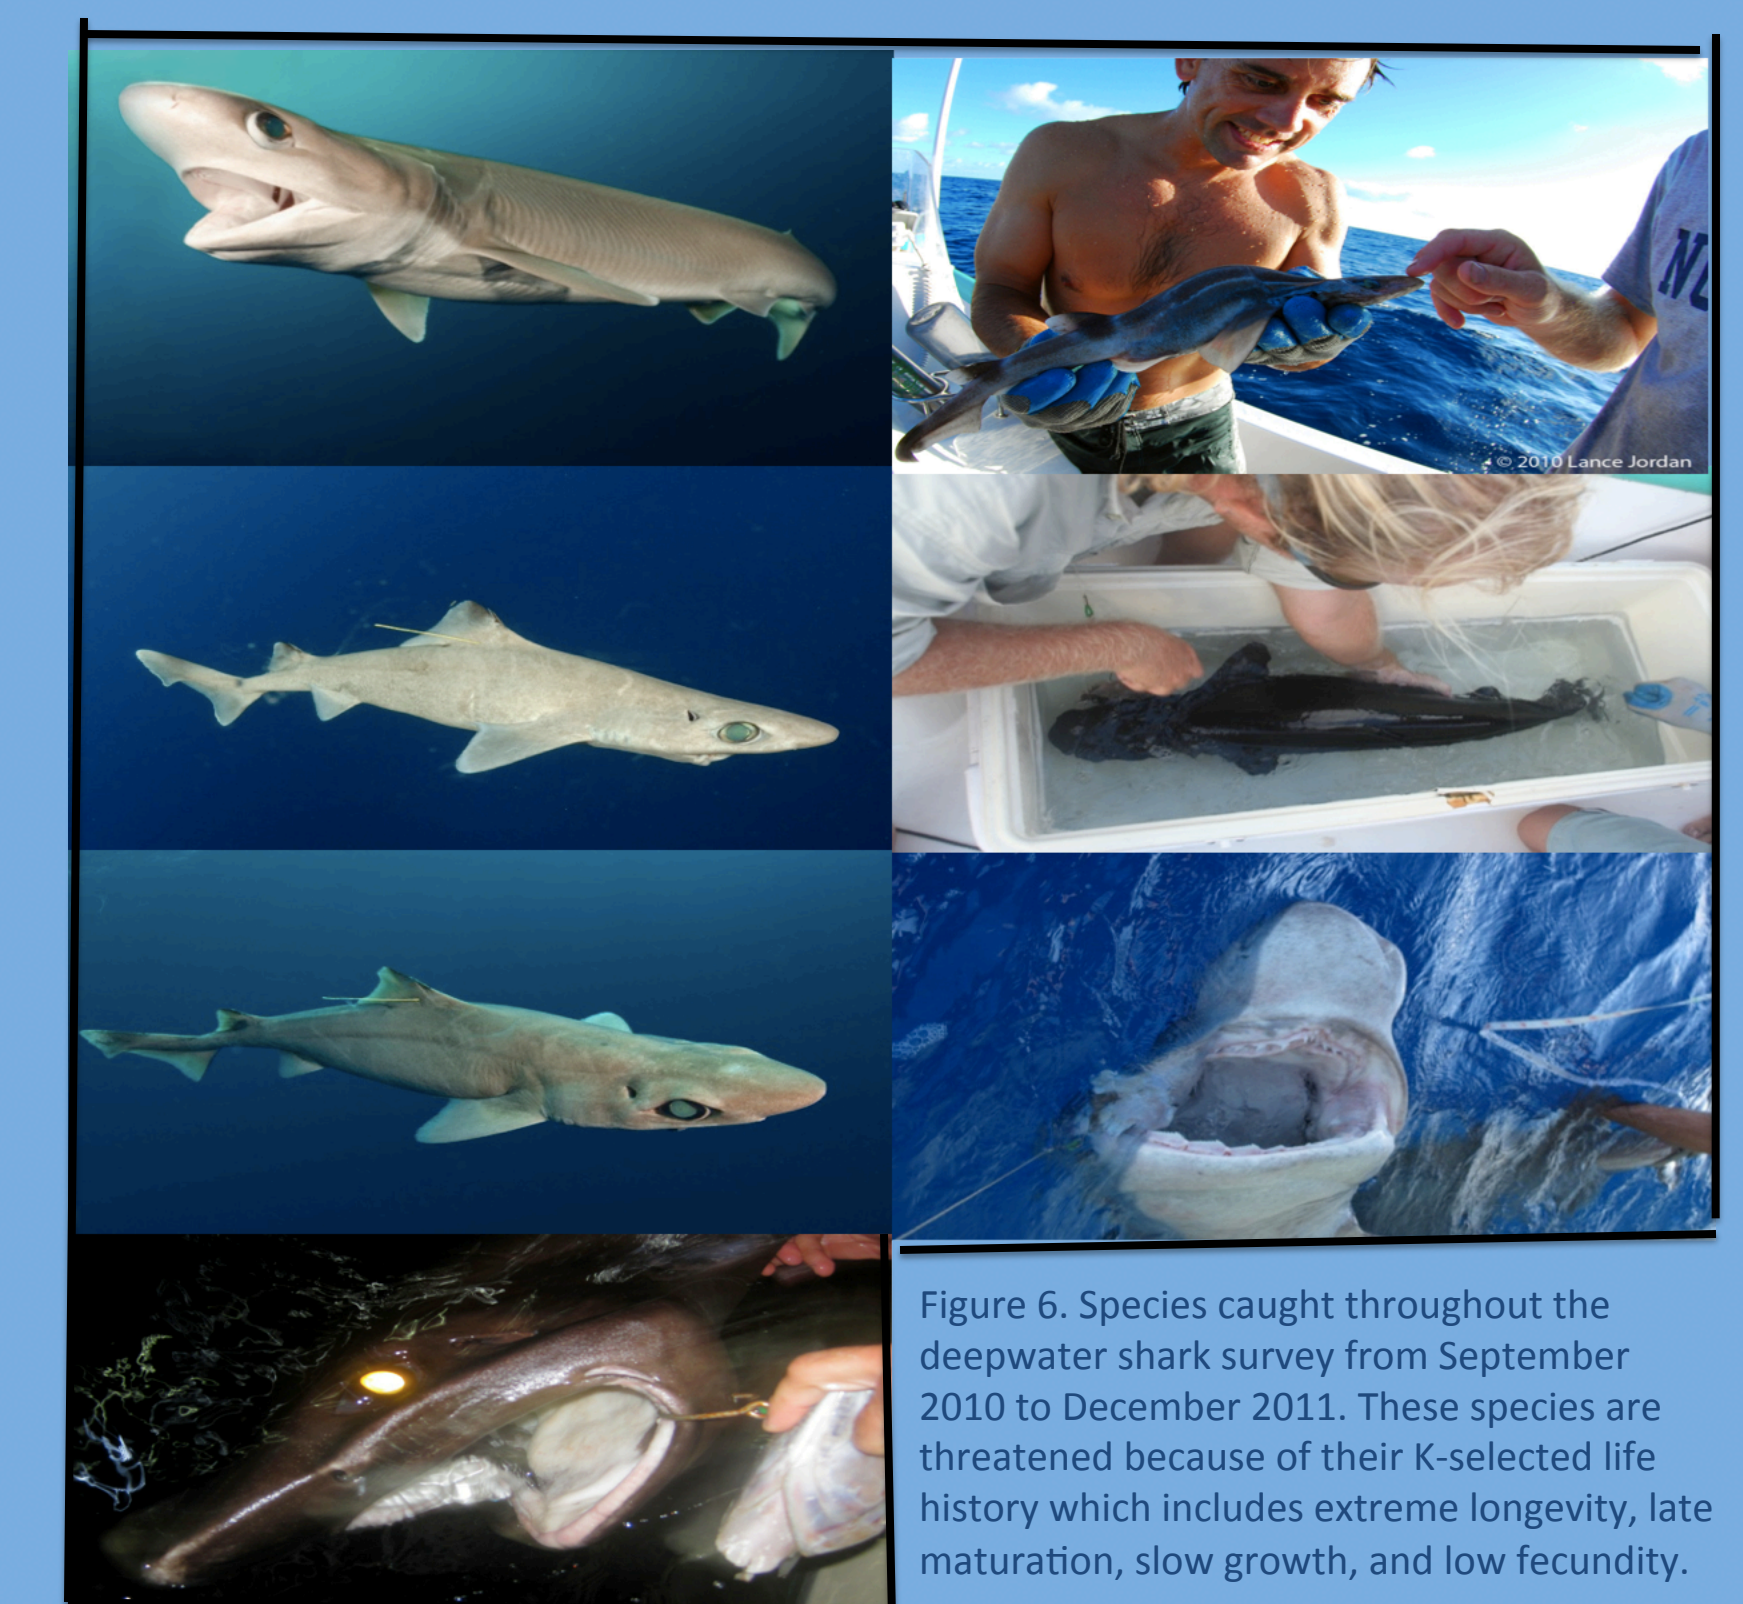 NC
© 2010 Lance Jordan
Figure 6. Species caught throughout the
deepwater shark survey from September
2010 to December 2011. These species are
threatened because of their K-selected life
history which includes extreme longevity, late
maturation, slow growth, and low fecundity.